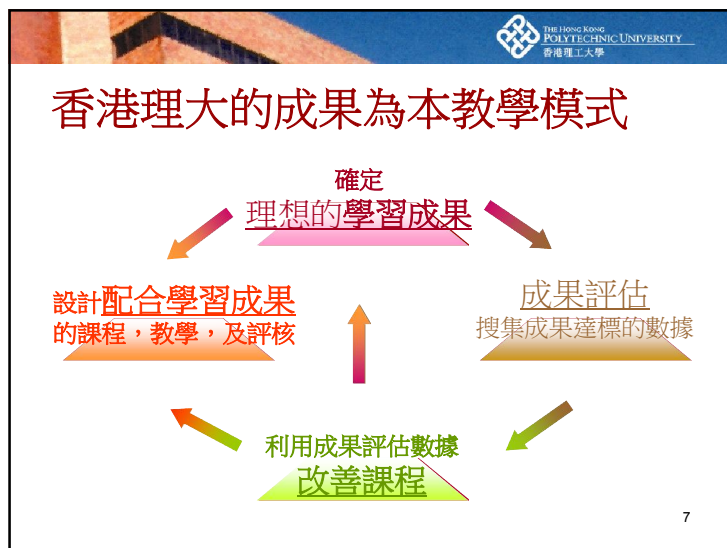 THE HONG KONG
POLYTECHNIC UNIVERSITY
香港理工大學
香港理大的成果為本教學模式
確定
理想的學習成果
設計配合學習成果
的課程，教學，及評核
成果評估
搜集成果達標的數據
利用成果評估數據
改善課程
7